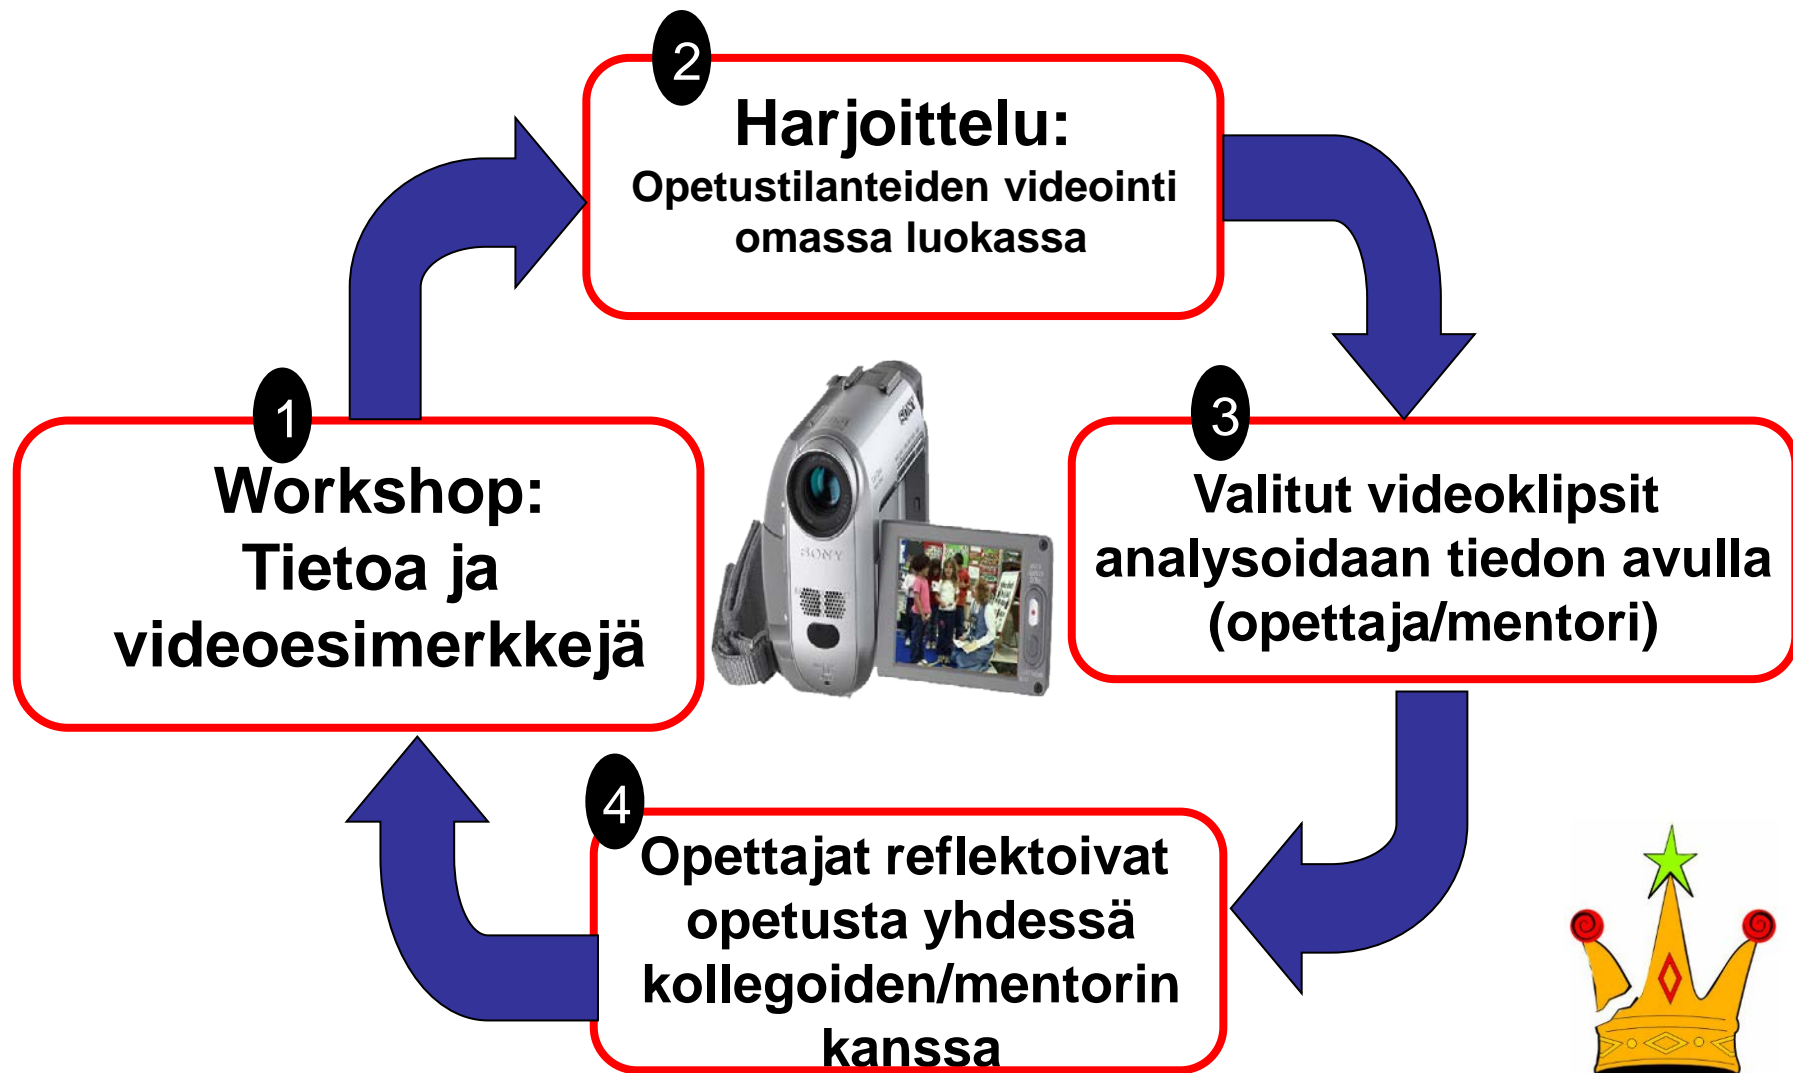 1
Workshop:
Tietoa ja
videoesimerkkejä
2
Harjoittelu:
Opetustilanteiden videointi
omassa luokassa
3
Valitut videoklipsit
analysoidaan tiedon avulla
(opettaja/mentori)
4
Opettajat reflektoivat
opetusta yhdessä
kollegoiden/mentorin
kanssa
SONY